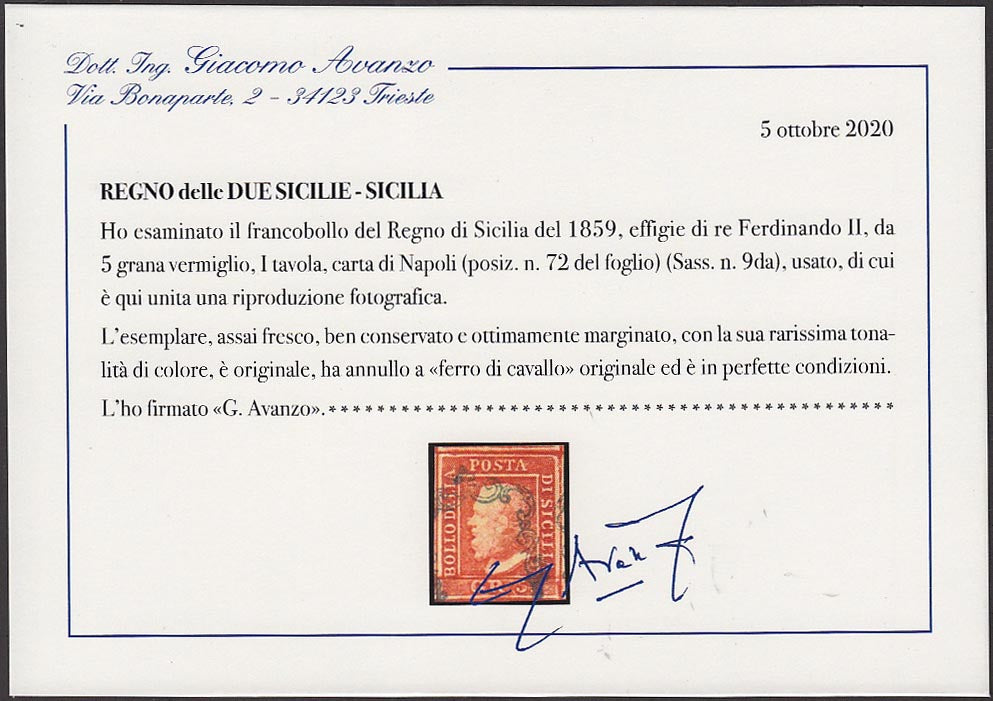 Dott. Ing. Giacomo Avanzo
Via Bonaparte, 2 - 34123 Trieste
5 ottobre 2020
REGNO delle DUE SICILIE - SICILIA
Ho esaminato il francobollo del Regno di Sicilia del 1859, effigie di re Ferdinando II, da
5 grana vermiglio, I tavola, carta di Napoli (posiz. n. 72 del foglio) (Sass. n. 9da), usato, di cui
è qui unita una riproduzione fotografica.
L'esemplare, assai fresco, ben conservato e ottimamente marginato, con la sua rarissima tona-
lità di colore, è originale, ha annullo a «ferro di cavallo» originale ed è in perfette condizioni.
L'ho firmato «G. Avanzo». * * * * * * * * * * * * * * * * * * * * * * * * * * * * * * * * * * * * * * * * * * * * * * *
BOLLO DELLA
POSTA
DI SICILIA